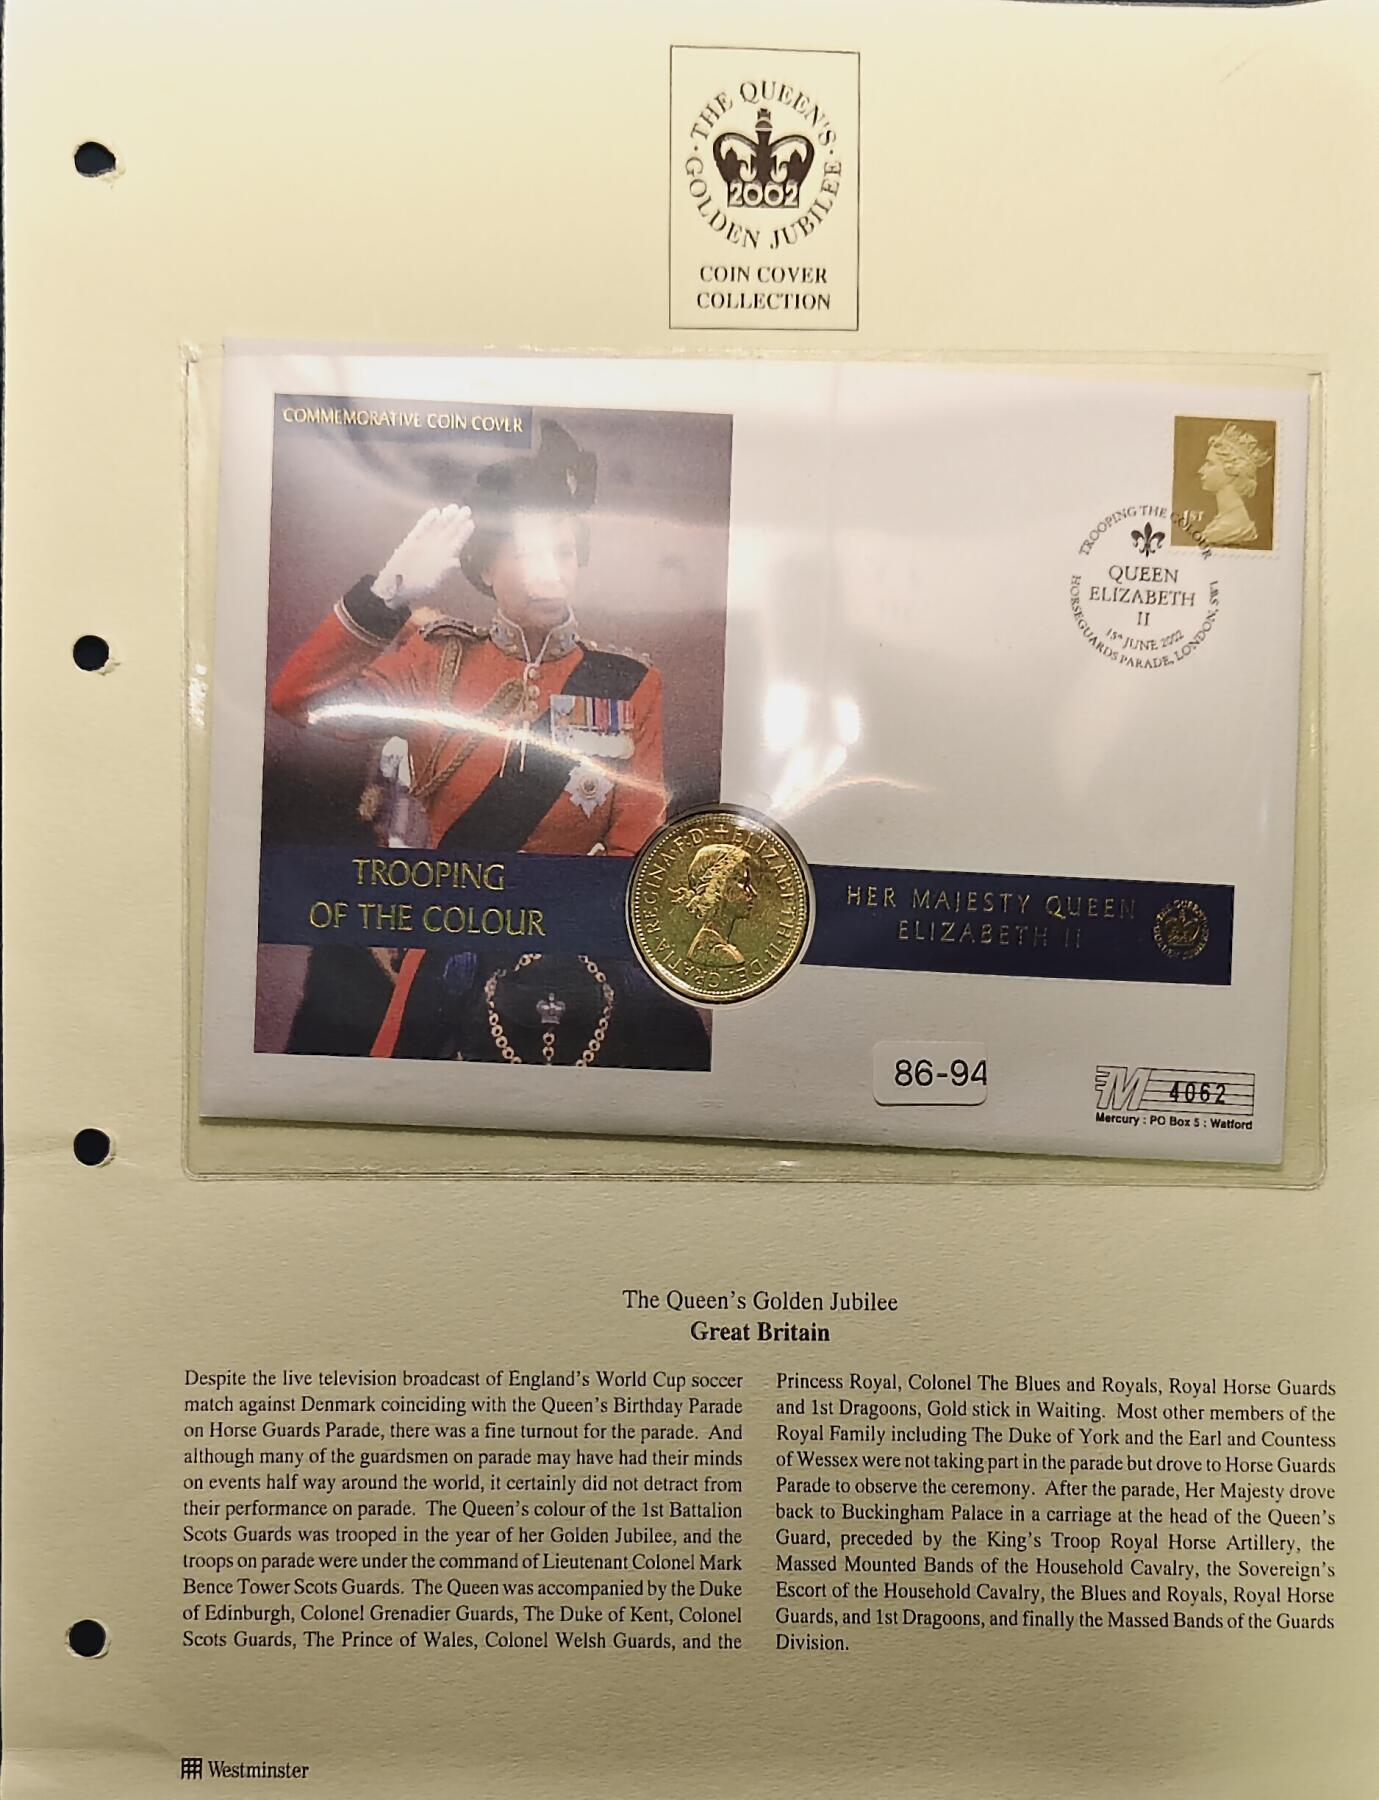 · THE QUEEN'S · GOLDEN JUBILEE
2002
COIN COVER
COLLECTION
COMMEMORATIVE COIN COVER
1ST
TROOPING THE COLOUR
QUEEN
ELIZABETH
II
15th JUNE 2002
HORSEGUARDS PARADE, LONDON, SW1
TROOPING
OF THE COLOUR
+ ELIZABETH · II · DEI · GRATIA · REGINA · F : D :
HER MAJESTY QUEEN
ELIZABETH II
86-94
M 4062
Mercury : PO Box 5 : Watford
The Queen's Golden Jubilee
Great Britain
Despite the live television broadcast of England's World Cup soccer
match against Denmark coinciding with the Queen's Birthday Parade
on Horse Guards Parade, there was a fine turnout for the parade. And
although many of the guardsmen on parade may have had their minds
on events half way around the world, it certainly did not detract from
their performance on parade. The Queen's colour of the 1st Battalion
Scots Guards was trooped in the year of her Golden Jubilee, and the
troops on parade were under the command of Lieutenant Colonel Mark
Bence Tower Scots Guards. The Queen was accompanied by the Duke
of Edinburgh, Colonel Grenadier Guards, The Duke of Kent, Colonel
Scots Guards, The Prince of Wales, Colonel Welsh Guards, and the
Princess Royal, Colonel The Blues and Royals, Royal Horse Guards
and 1st Dragoons, Gold stick in Waiting. Most other members of the
Royal Family including The Duke of York and the Earl and Countess
of Wessex were not taking part in the parade but drove to Horse Guards
Parade to observe the ceremony. After the parade, Her Majesty drove
back to Buckingham Palace in a carriage at the head of the Queen's
Guard, preceded by the King's Troop Royal Horse Artillery, the
Massed Mounted Bands of the Household Cavalry, the Sovereign's
Escort of the Household Cavalry, the Blues and Royals, Royal Horse
Guards, and 1st Dragoons, and finally the Massed Bands of the Guards
Division.
Westminster